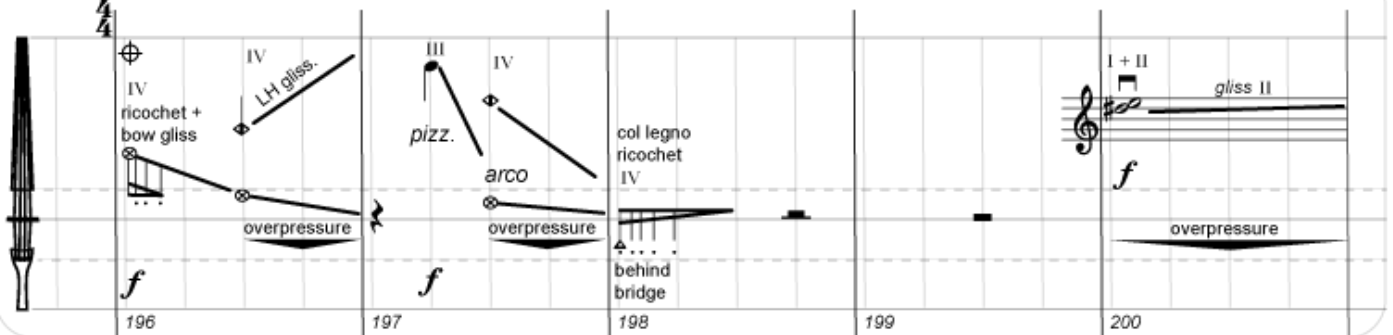 4
4
IV
ricochet +
bow gliss
IV
LH gliss.
overpressure
f
196
III
pizz.
IV
arco
overpressure
f
197
col legno
ricochet
IV
behind
bridge
198
199
I + II
gliss II
f
overpressure
200